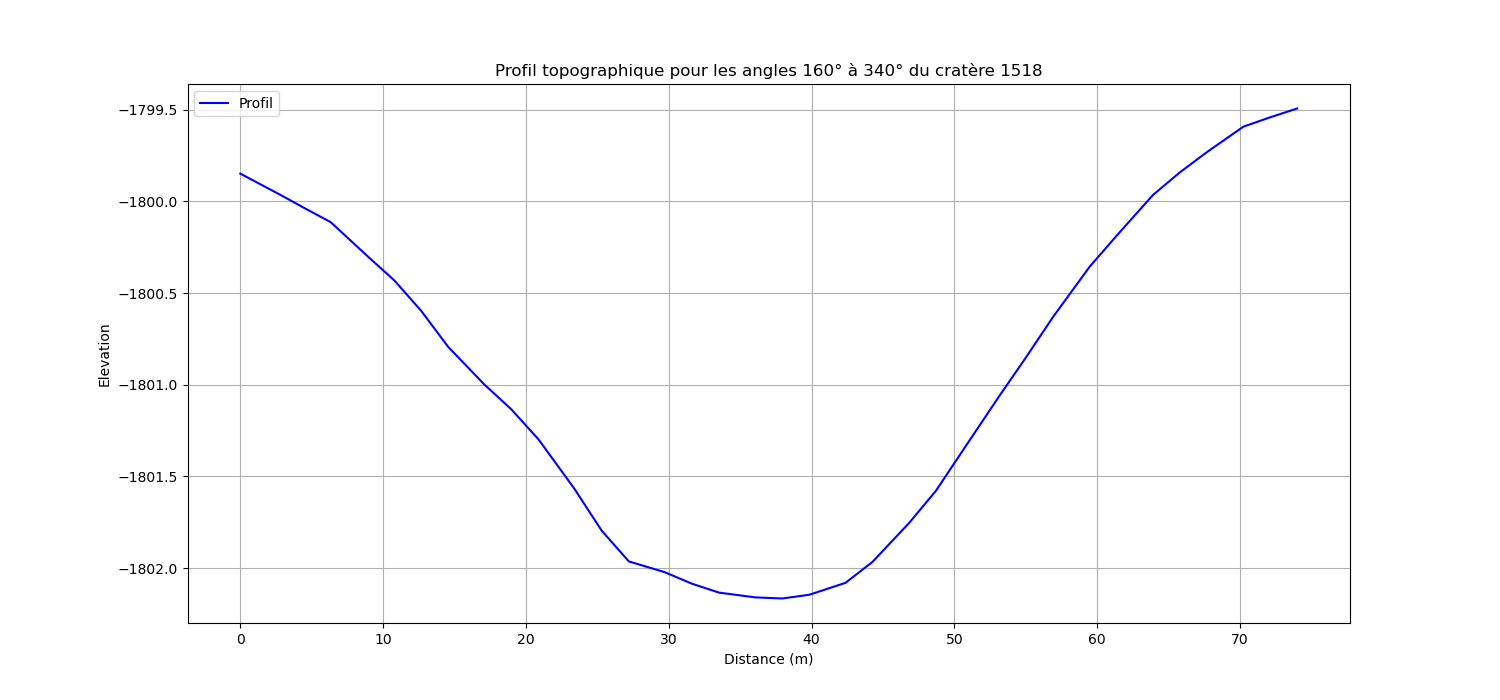 Profil topographique pour les angles 160° à 340° du cratère 1518
Profil
−1799.5
−1800.0
−1800.5
−1801.0
−1801.5
−1802.0
Elevation
0 10 20 30 40 50 60 70
Distance (m)